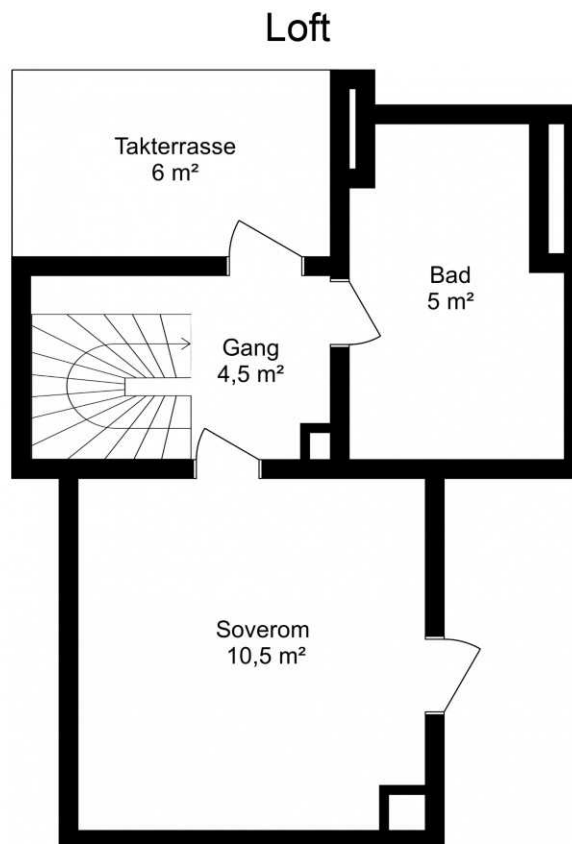 Loft
Takterrasse
6 m²
Bad
5 m²
Gang
4,5 m²
Soverom
10,5 m²